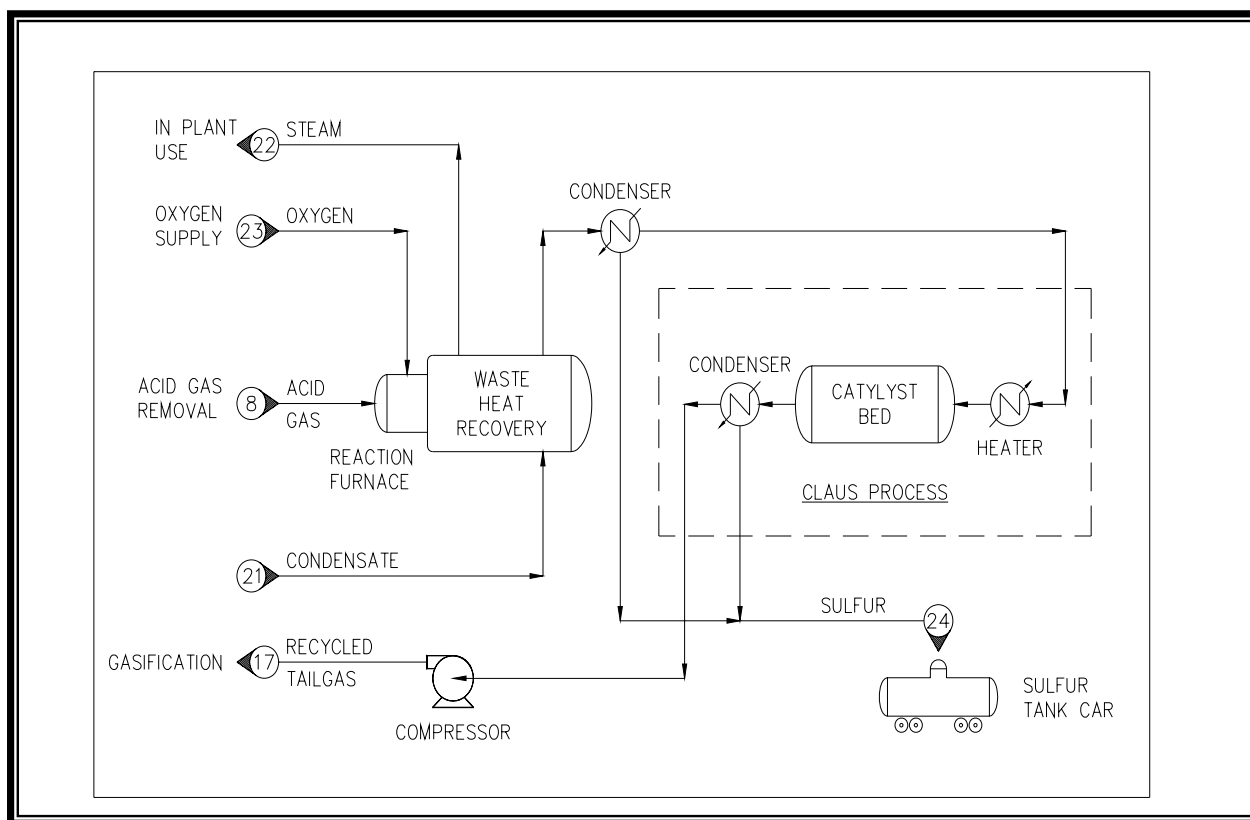 IN PLANT
USE
22
STEAM
CONDENSER
OXYGEN
SUPPLY
23
OXYGEN
CONDENSER
CATYLYST
BED
HEATER
CLAUS PROCESS
ACID GAS
REMOVAL
8
ACID
GAS
WASTE
HEAT
RECOVERY
REACTION
FURNACE
21
CONDENSATE
SULFUR
24
GASIFICATION
17
RECYCLED
TAILGAS
COMPRESSOR
SULFUR
TANK CAR